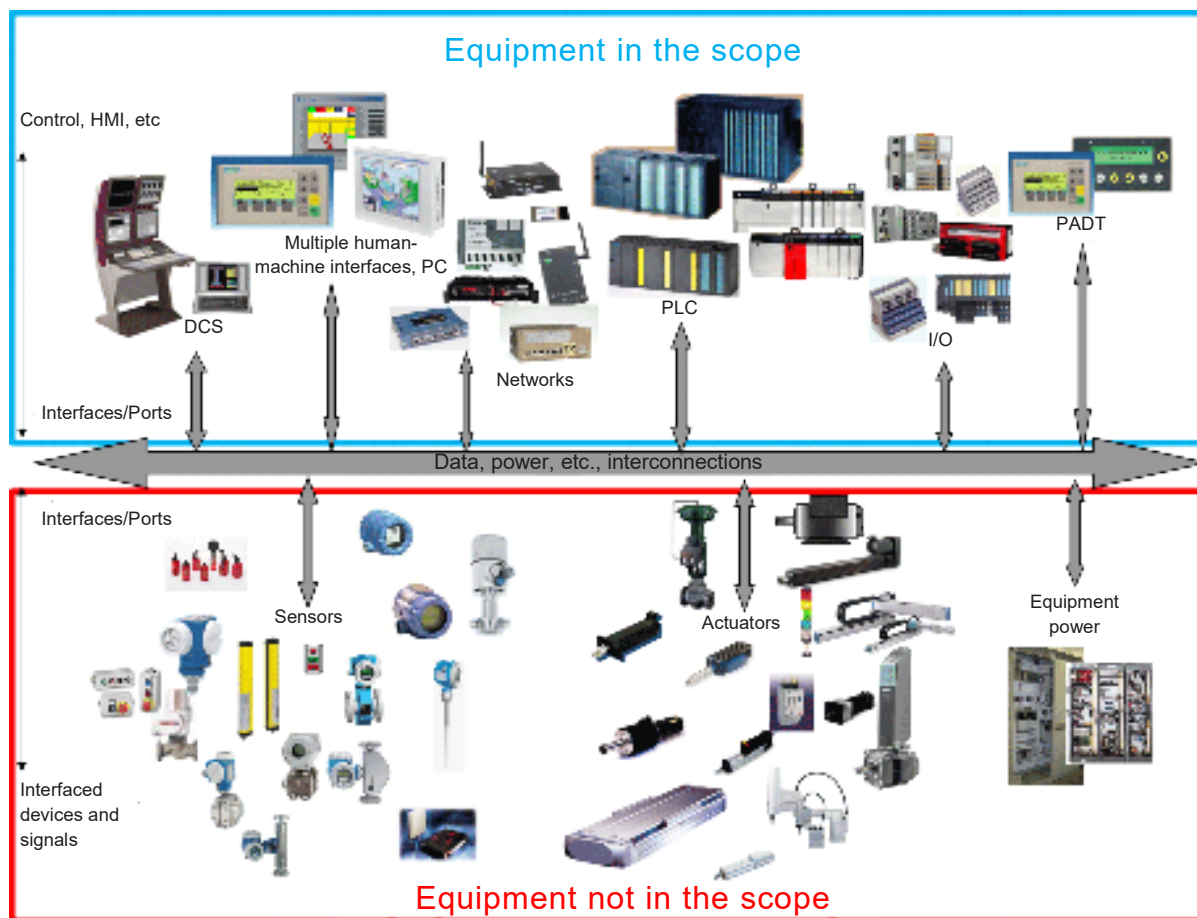 Equipment in the scope
Control, HMI, etc
PADT
Multiple human-
machine interfaces, PC
PLC
DCS
I/O
Networks
Interfaces/Ports
Data, power, etc., interconnections
Interfaces/Ports
Sensors
Actuators
Equipment
power
Interfaced
devices and
signals
Equipment not in the scope